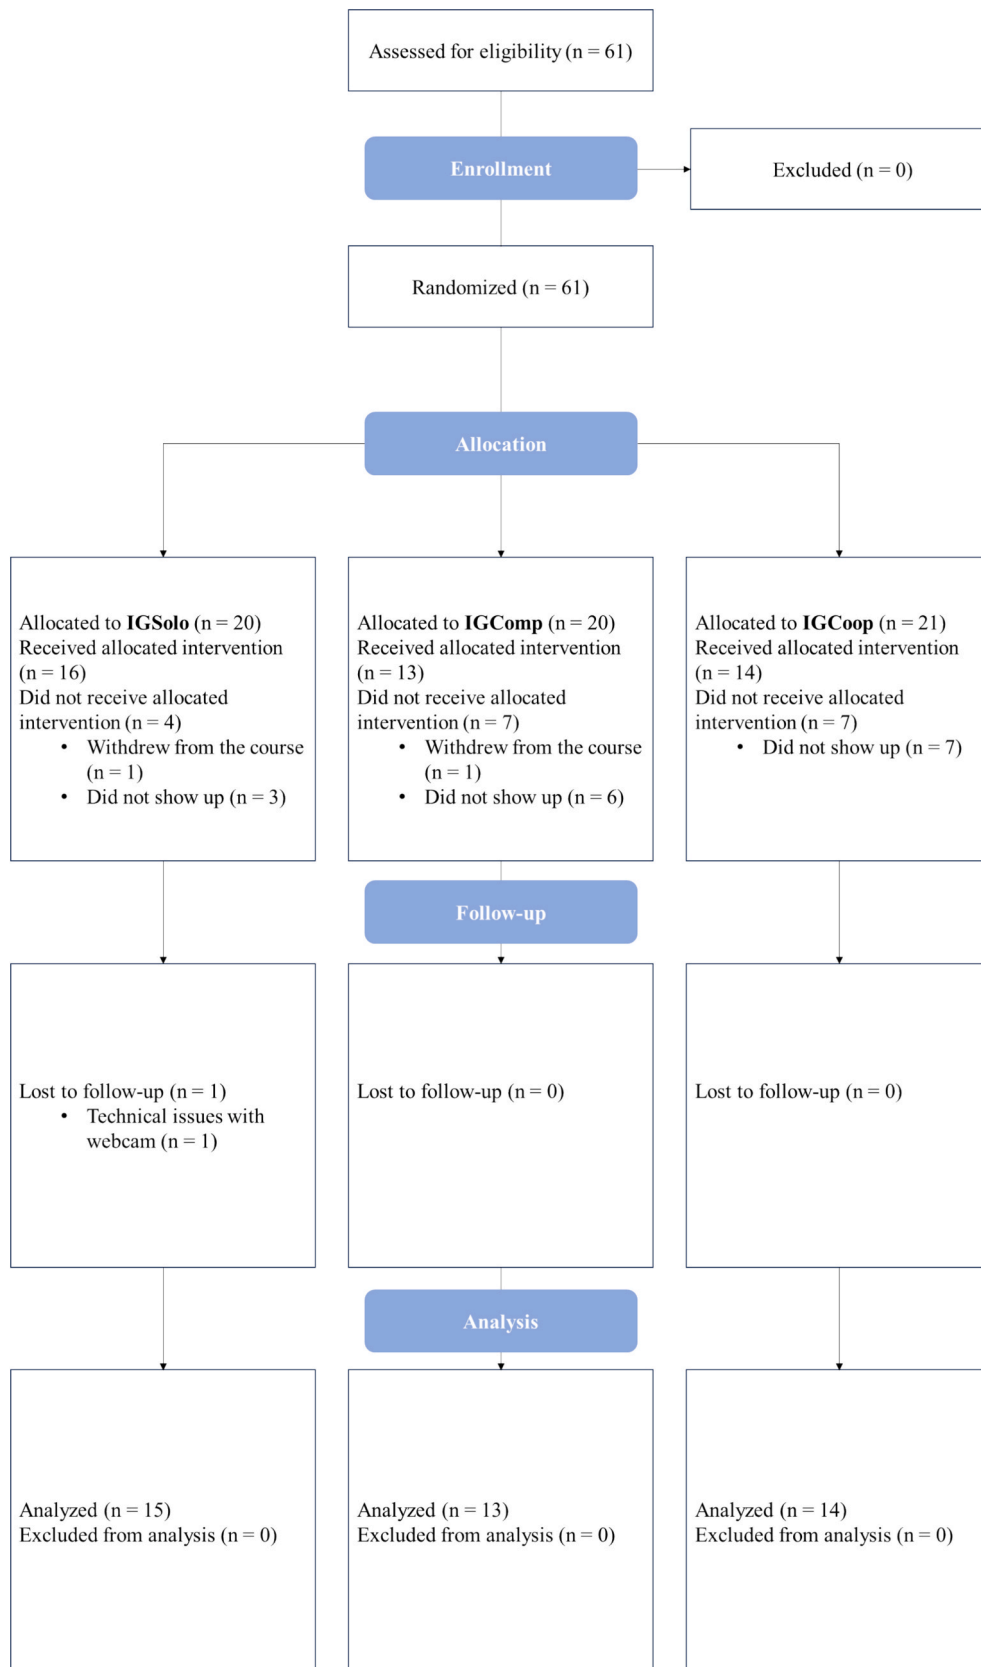 Assessed for eligibility (n = 61)
Enrollment
Excluded (n = 0)
Randomized (n = 61)
Allocation
Allocated to IGSolo (n = 20)
Received allocated intervention
(n = 16)
Did not receive allocated
intervention (n = 4)
• Withdrew from the course
(n = 1)
• Did not show up (n = 3)
Allocated to IGComp (n = 20)
Received allocated intervention
(n = 13)
Did not receive allocated
intervention (n = 7)
• Withdrew from the course
(n = 1)
• Did not show up (n = 6)
Allocated to IGCoop (n = 21)
Received allocated intervention
(n = 14)
Did not receive allocated
intervention (n = 7)
• Did not show up (n = 7)
Follow-up
Lost to follow-up (n = 1)
• Technical issues with
webcam (n = 1)
Lost to follow-up (n = 0)
Lost to follow-up (n = 0)
Analysis
Analyzed (n = 15)
Excluded from analysis (n = 0)
Analyzed (n = 13)
Excluded from analysis (n = 0)
Analyzed (n = 14)
Excluded from analysis (n = 0)